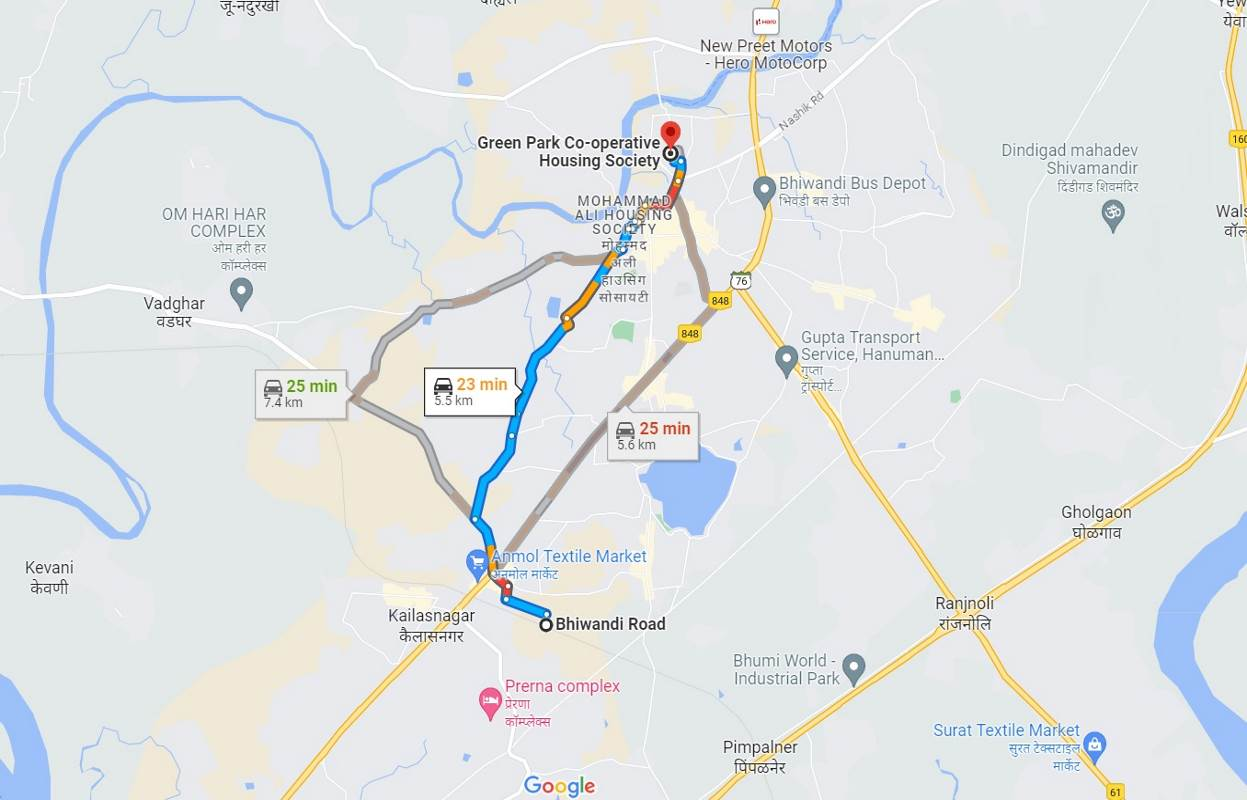 जू-नदुरखी
HERO
New Preet Motors
- Hero MotoCorp
Nashik Rd
160
Green Park Co-operative
Housing Society
Dindigad mahadev
Shivamandir
दिंडीगड शिवमंदिर
Bhiwandi Bus Depot
भिवंडी बस डेपो
MOHAMMAD
ALI HOUSING
SOCIETY
मोहम्मद
अली
हाउसिंग
सोसायटी
OM HARI HAR
COMPLEX
ओम हरी हर
कॉम्प्लेक्स
Vadghar
वडघर
76
848
848
Gupta Transport
Service, Hanuman...
गुप्ता
ट्रांसपोर्ट...
25 min
7.4 km
23 min
5.5 km
25 min
5.6 km
Gholgaon
घोळगाव
Anmol Textile Market
अनमोल मार्केट
Kevani
केवणी
Kailasnagar
कैलासनगर
Bhiwandi Road
Ranjnoli
रांजनोलि
Bhumi World -
Industrial Park
Prerna complex
प्रेरणा
कॉम्प्लेक्स
Surat Textile Market
सुरत टेक्सटाइल
मार्केट
Pimpalner
पिंपळनेर
Google
61